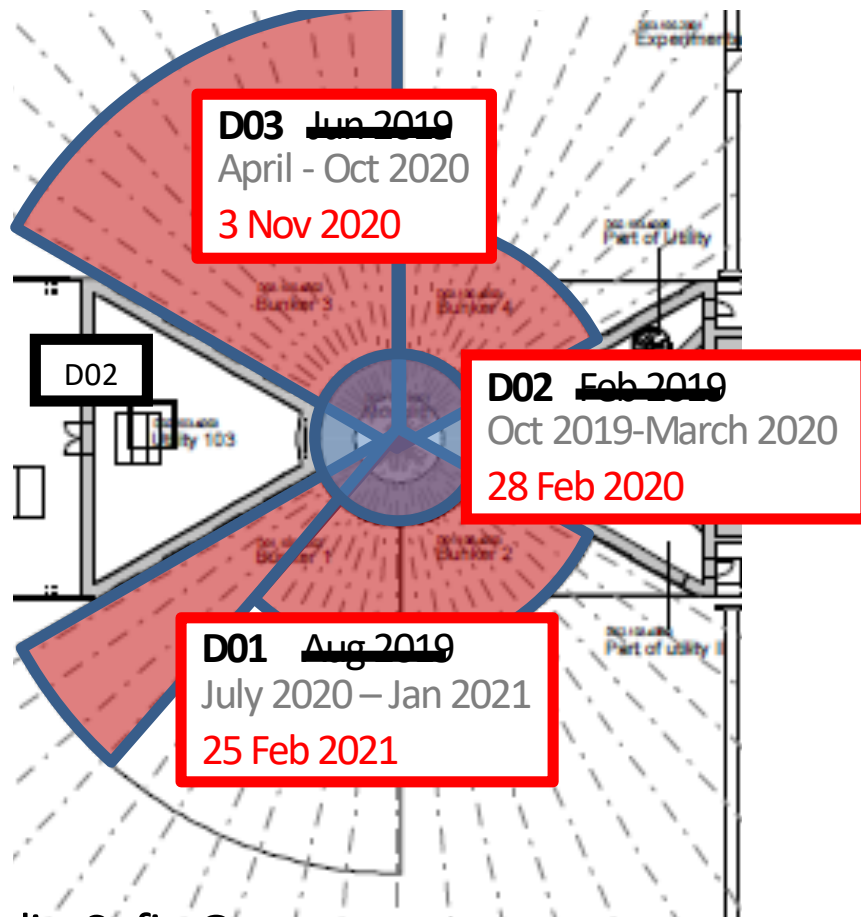 Experiment
D03 Jun 2019
April - Oct 2020
3 Nov 2020
Part of Utility
Bunker 3
Bunker 4
D02
Utility 103
D02 Feb 2019
Oct 2019-March 2020
28 Feb 2020
Bunker 1
Bunker 2
D01 Aug 2019
July 2020 – Jan 2021
25 Feb 2021
Part of utility